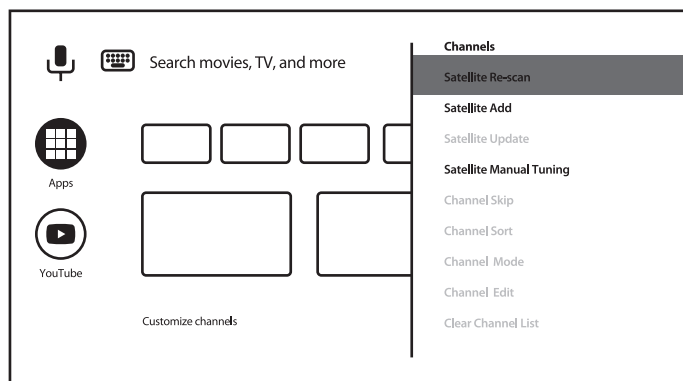 Search movies, TV, and more
Apps
YouTube
Customize channels
Channels
Satellite Re-scan
Satellite Add
Satellite Update
Satellite Manual Tuning
Channel Skip
Channel Sort
Channel Mode
Channel Edit
Clear Channel List